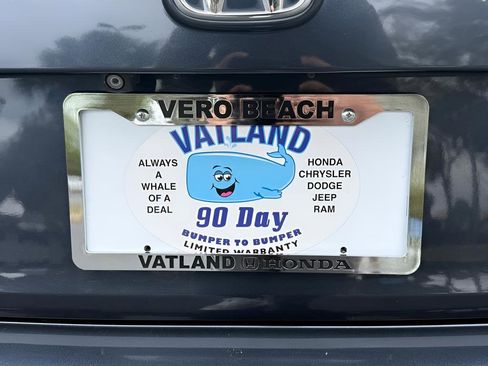 VERO BEACH
VATLAND
ALWAYS
A
WHALE
OF A
DEAL
HONDA
CHRYSLER
DODGE
JEEP
RAM
90 Day
BUMPER TO BUMPER
LIMITED WARRANTY
VATLAND HONDA